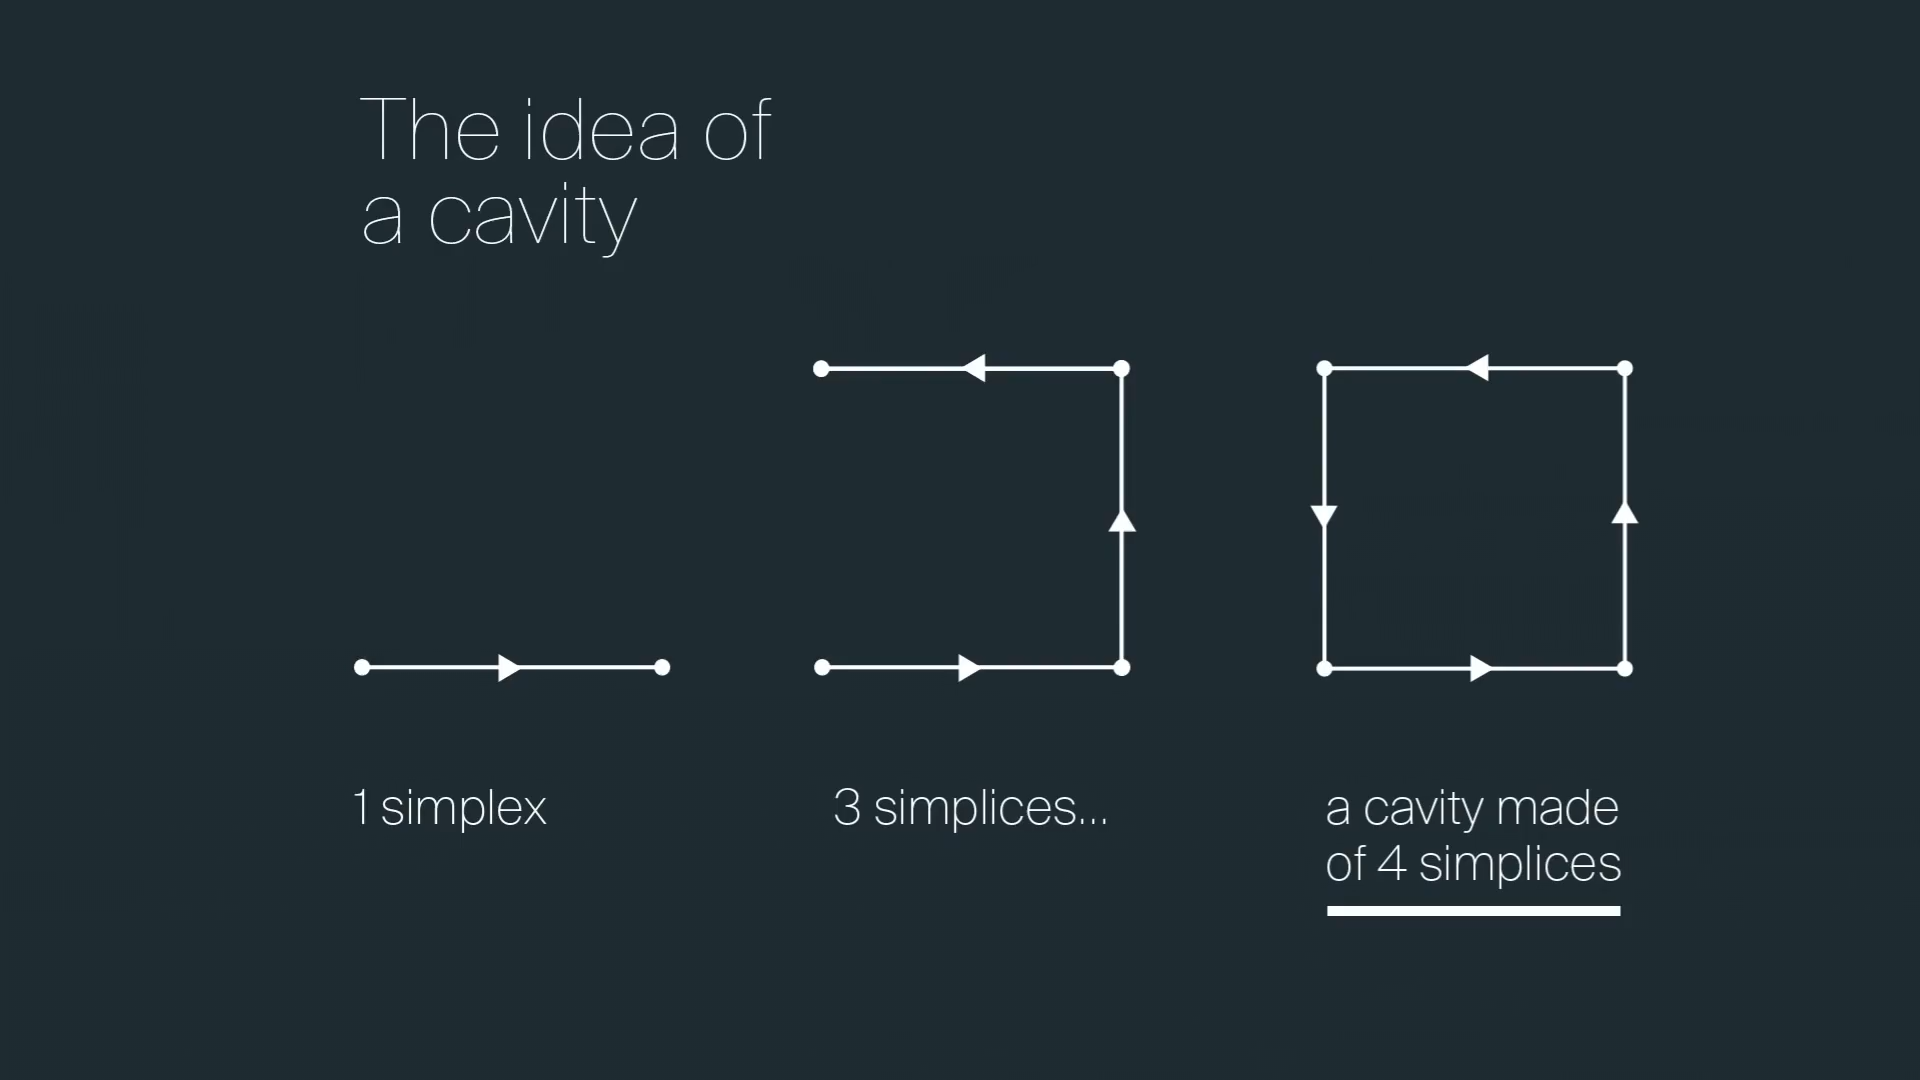 The idea of
a cavity
1 simplex
3 simplices...
a cavity made
of 4 simplices